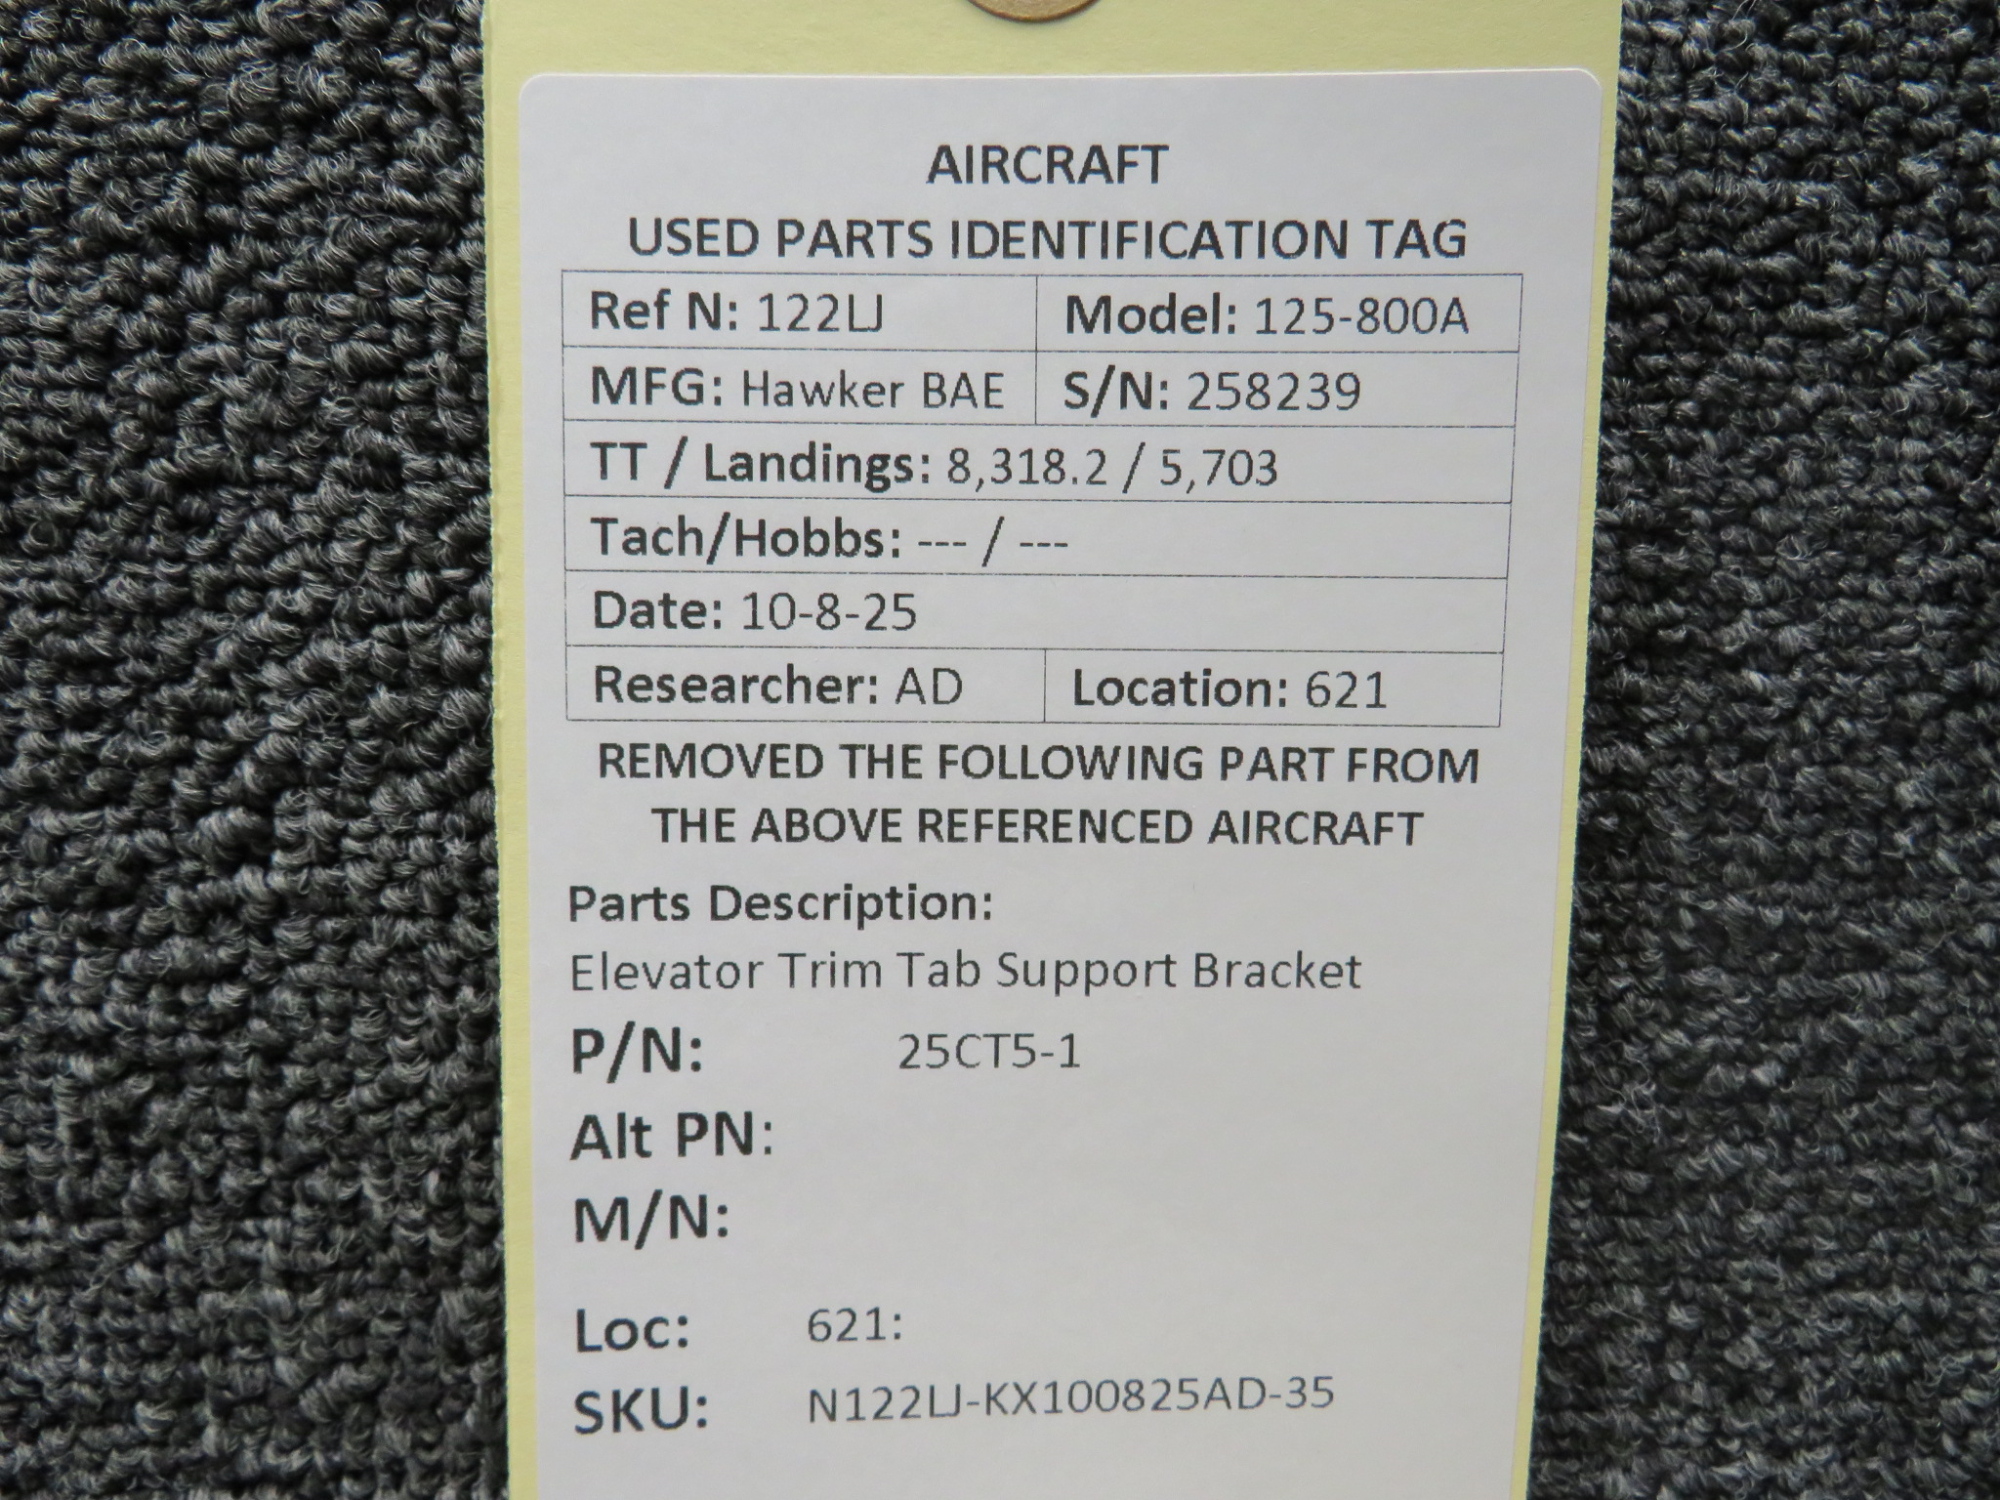 AIRCRAFT
USED PARTS IDENTIFICATION TAG
Ref N: 122LJ Model: 125-800A
MFG: Hawker BAE S/N: 258239
TT / Landings: 8,318.2 / 5,703
Tach/Hobbs: --- / ---
Date: 10-8-25
Researcher: AD Location: 621
REMOVED THE FOLLOWING PART FROM
THE ABOVE REFERENCED AIRCRAFT
Parts Description:
Elevator Trim Tab Support Bracket
P/N: 25CT5-1
Alt PN:
M/N:
Loc: 621:
SKU: N122LJ-KX100825AD-35